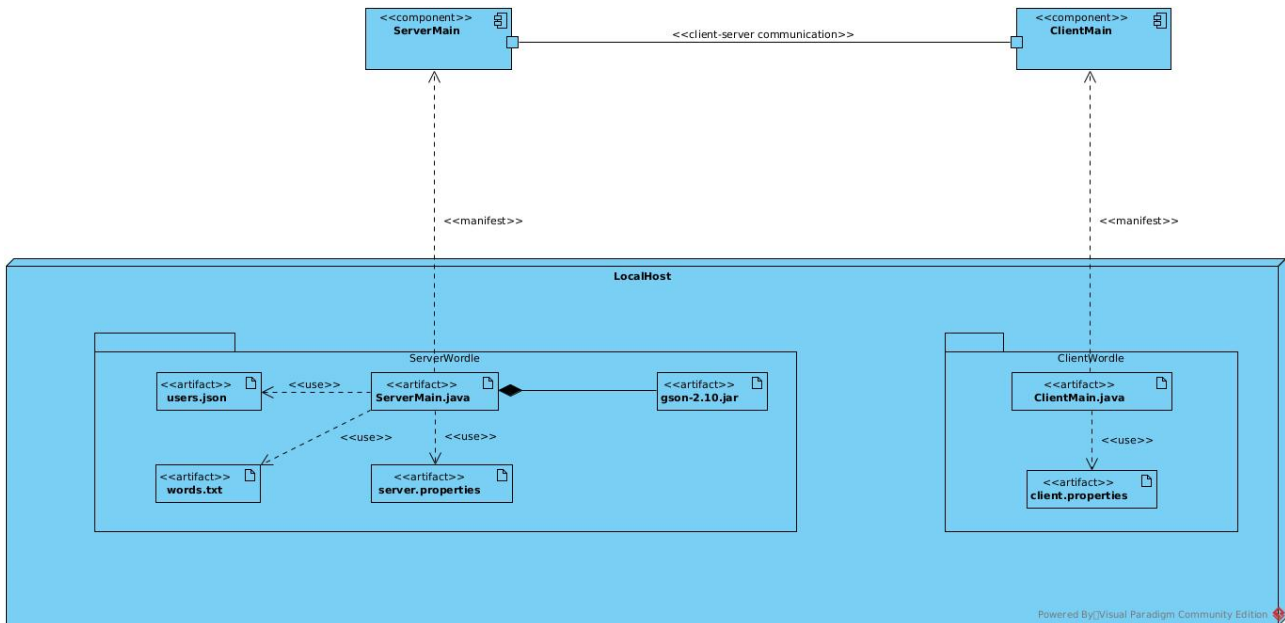 <<component>>
ServerMain
<<client-server communication>>
<<component>>
ClientMain
<<manifest>>
<<manifest>>
LocalHost
ServerWordle
<<artifact>>
users.json
<<use>>
<<artifact>>
ServerMain.java
<<artifact>>
gson-2.10.jar
<<use>>
<<use>>
<<artifact>>
words.txt
<<artifact>>
server.properties
ClientWordle
<<artifact>>
ClientMain.java
<<use>>
<<artifact>>
client.properties
Powered By Visual Paradigm Community Edition